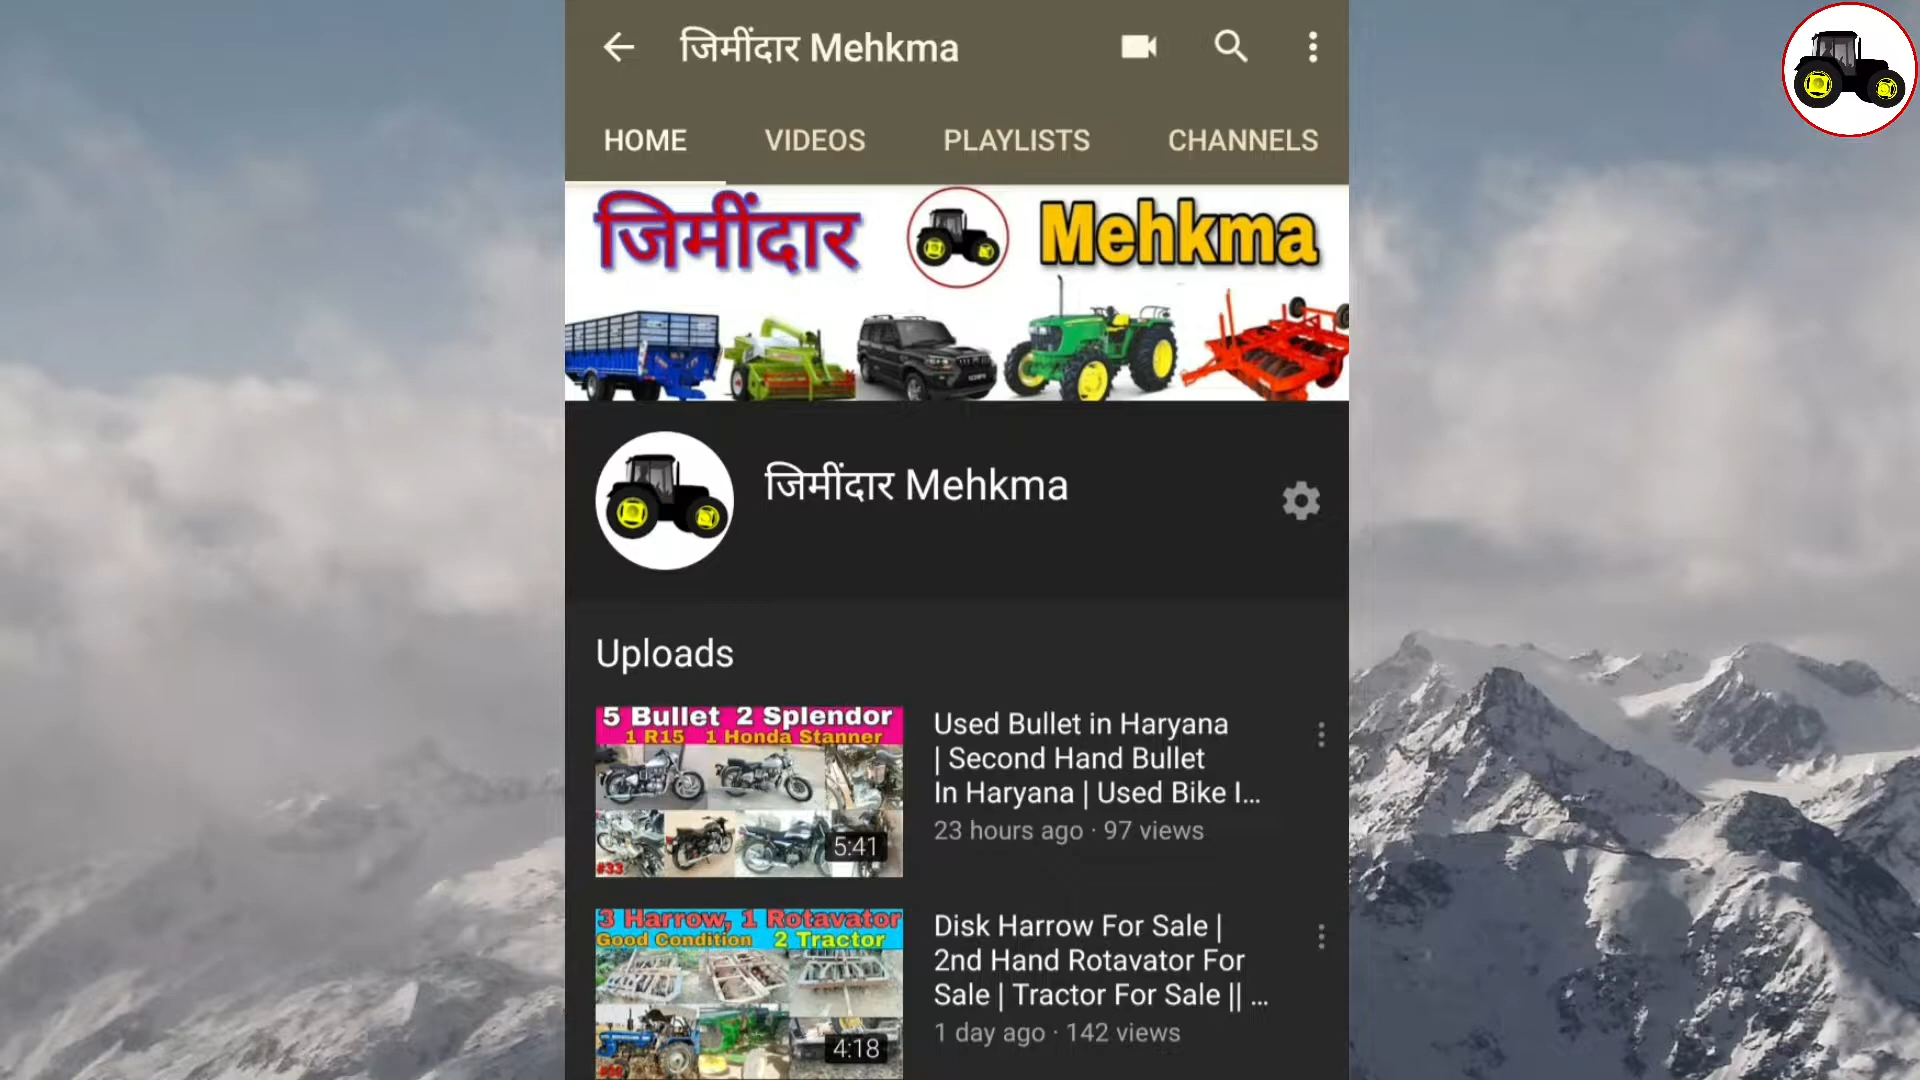 जिमींदार Mehkma
HOME VIDEOS PLAYLISTS CHANNELS
जिमींदार Mehkma
जिमींदार Mehkma
Uploads
5 Bullet 2 Splendor
1 R15 1 Honda Stanner
5:41
#33
Used Bullet in Haryana
| Second Hand Bullet
In Haryana | Used Bike I...
23 hours ago · 97 views
3 Harrow, 1 Rotavator
Good Condition 2 Tractor
4:18
Disk Harrow For Sale |
2nd Hand Rotavator For
Sale | Tractor For Sale || ...
1 day ago · 142 views